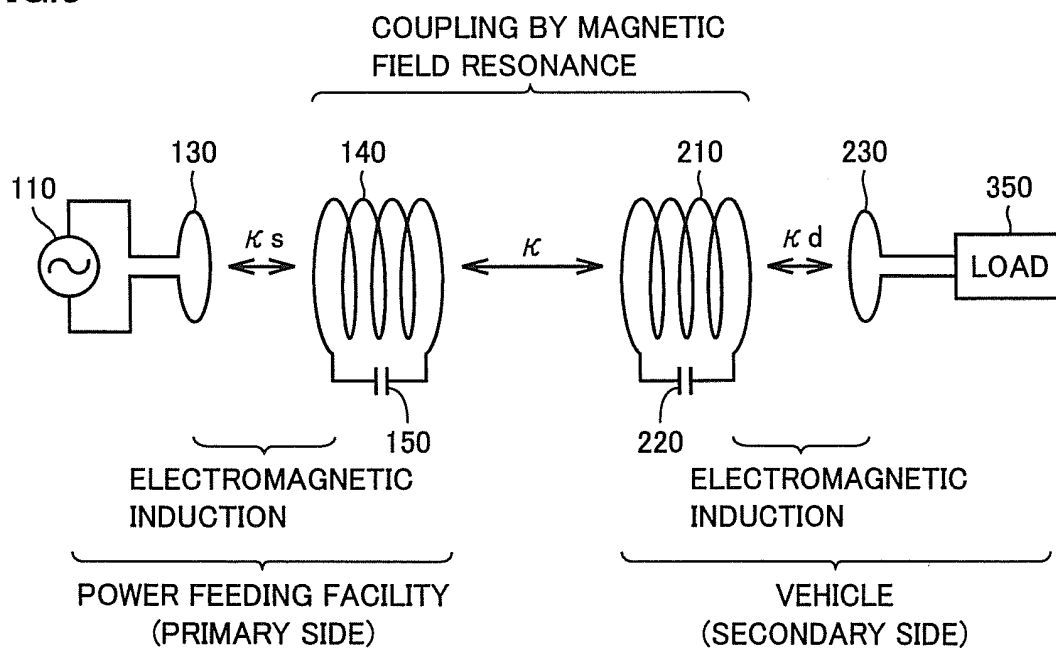 COUPLING BY MAGNETIC
FIELD RESONANCE
110
130
140
210
230
350
κs
κ
κd
LOAD
150
220
ELECTROMAGNETIC
INDUCTION
ELECTROMAGNETIC
INDUCTION
POWER FEEDING FACILITY
(PRIMARY SIDE)
VEHICLE
(SECONDARY SIDE)